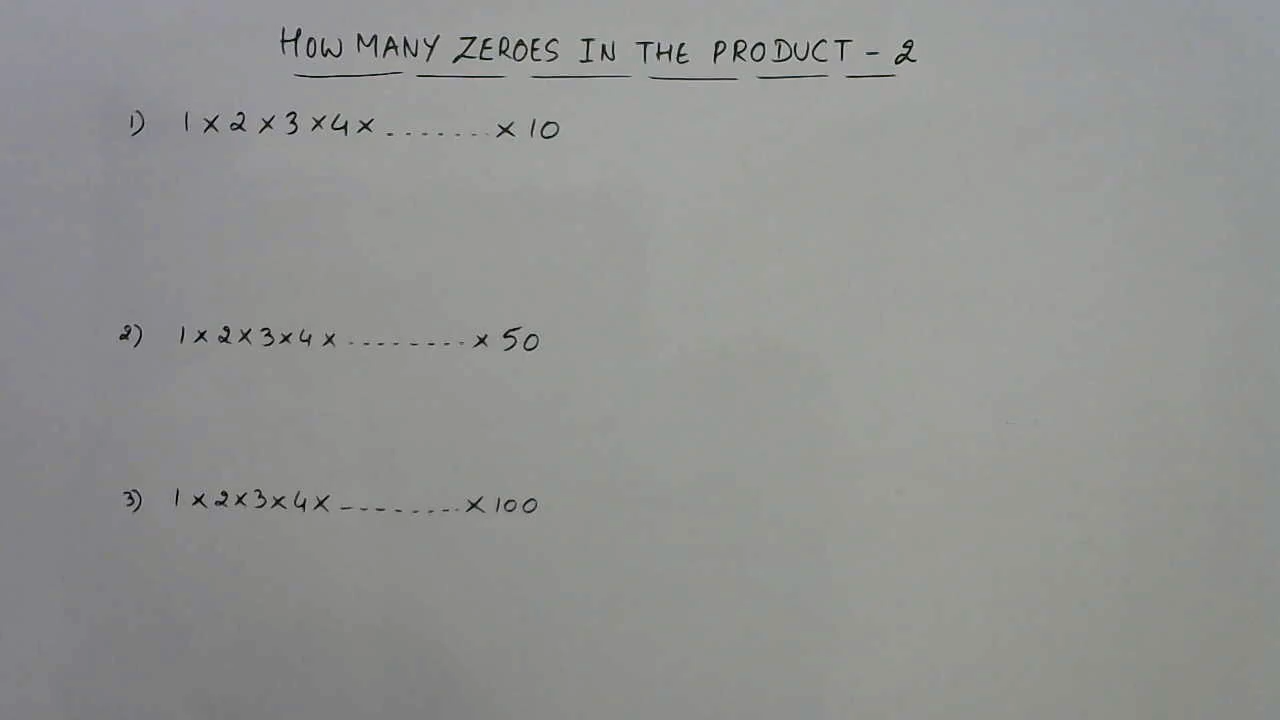 HOW MANY ZEROES IN THE PRODUCT - 2
1) 1 × 2 × 3 × 4 × ....... × 10
2) 1 × 2 × 3 × 4 × ........ × 50
3) 1 × 2 × 3 × 4 × -------- × 100